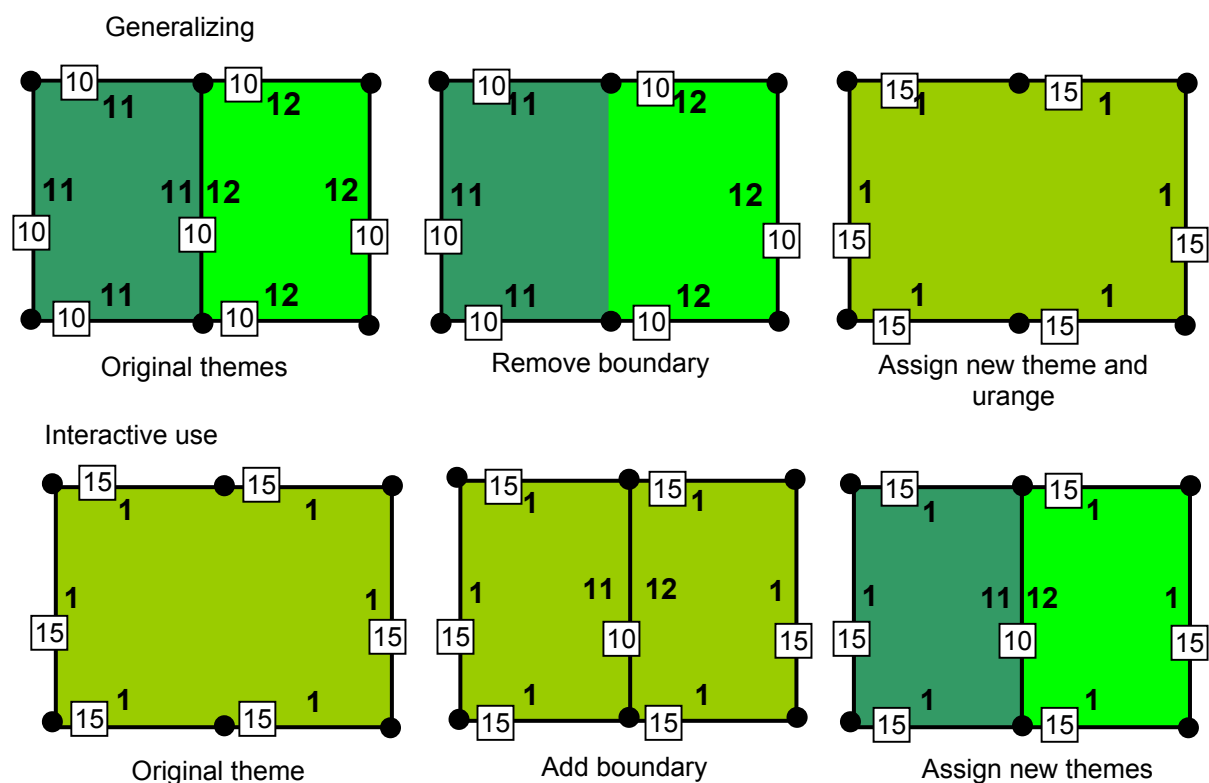 Generalizing
10 10 10 10 15 15
11 12 11 12 1 1
11 11 12 12 11 12 1 1
10 10 10 10 10 15 15
11 12 11 12 1 1
10 10 10 10 15 15
Original themes Remove boundary Assign new theme and
urange
Interactive use
15 15 15 15 15 15
1 1 1 1 1 1
1 1 1 11 12 1 1 11 12 1
15 15 15 10 15 15 10 15
1 1 1 1 1 1
15 15 15 15 15 15
Original theme Add boundary Assign new themes